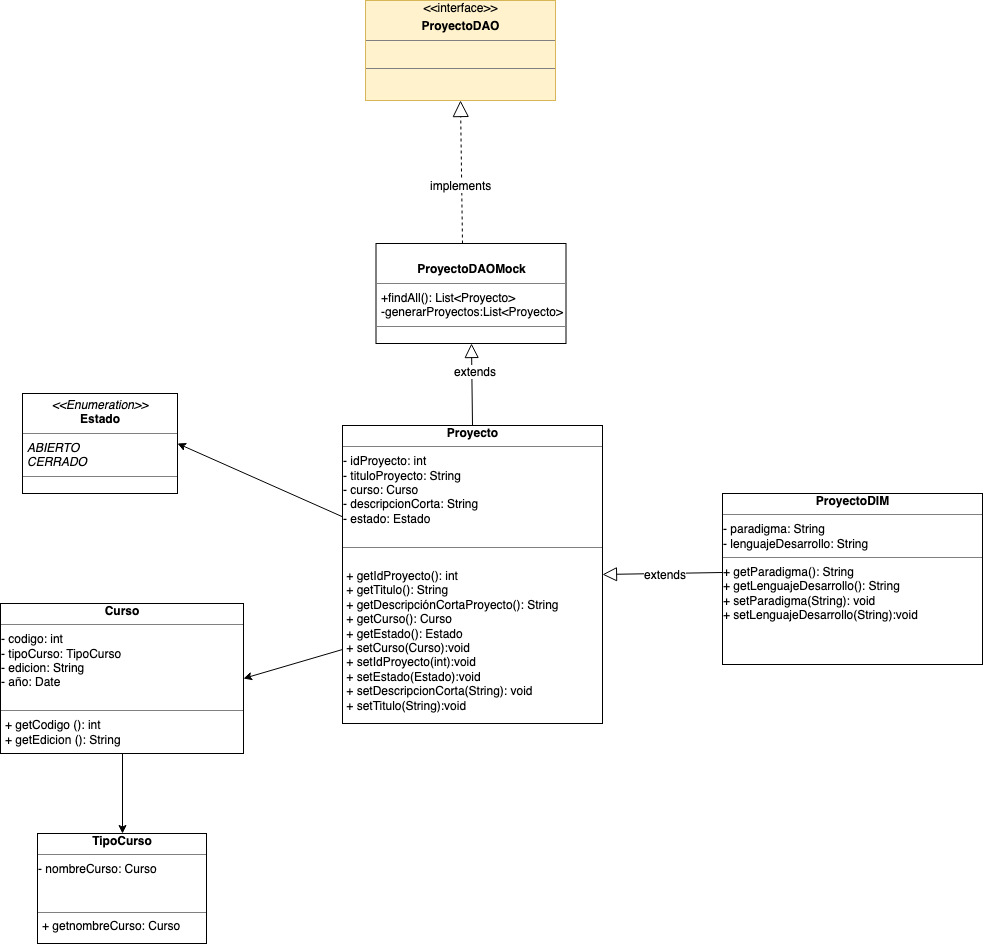 <<interface>>
ProyectoDAO
implements
ProyectoDAOMock
+findAll(): List<Proyecto>
-generarProyectos:List<Proyecto>
extends
<<Enumeration>>
Estado
ABIERTO
CERRADO
Proyecto
- idProyecto: int
- tituloProyecto: String
- curso: Curso
- descripcionCorta: String
- estado: Estado
+ getIdProyecto(): int
+ getTitulo(): String
+ getDescripciónCortaProyecto(): String
+ getCurso(): Curso
+ getEstado(): Estado
+ setCurso(Curso):void
+ setIdProyecto(int):void
+ setEstado(Estado):void
+ setDescripcionCorta(String): void
+ setTitulo(String):void
extends
ProyectoDIM
- paradigma: String
- lenguajeDesarrollo: String
+ getParadigma(): String
+ getLenguajeDesarrollo(): String
+ setParadigma(String): void
+ setLenguajeDesarrollo(String):void
Curso
- codigo: int
- tipoCurso: TipoCurso
- edicion: String
- año: Date
+ getCodigo (): int
+ getEdicion (): String
TipoCurso
- nombreCurso: Curso
+ getnombreCurso: Curso